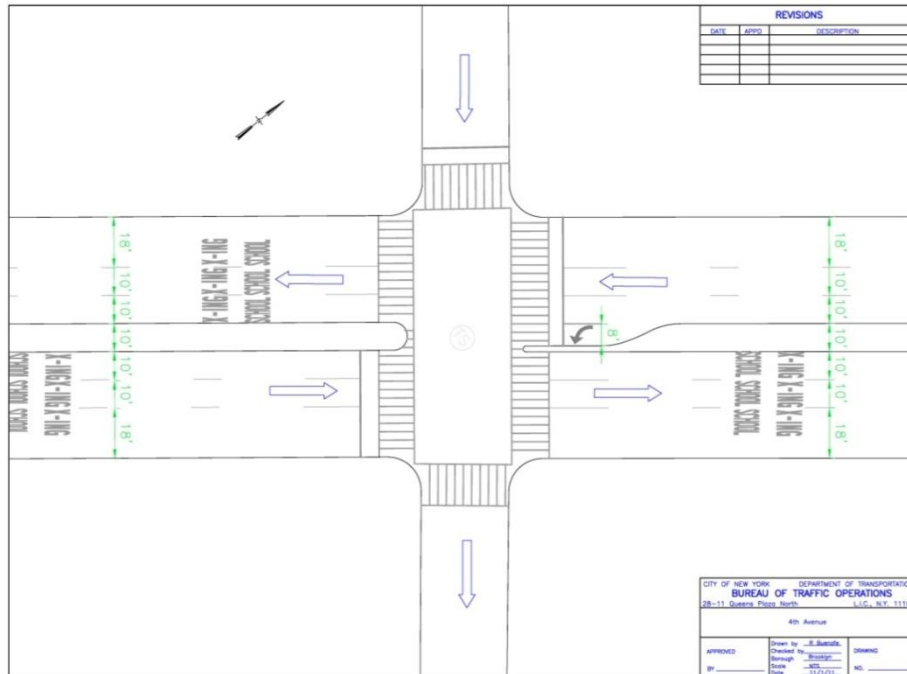 REVISIONS
DATE APPD DESCRIPTION
18'
10'
10'
10'
10'
10'
18'
X-ING X-ING X-ING
SCHOOL SCHOOL SCHOOL
SCHOOL SCHOOL SCHOOL
X-ING X-ING X-ING
8'
SCHOOL SCHOOL SCHOOL
X-ING X-ING X-ING
18'
10'
10'
10'
10'
10'
18'
CITY OF NEW YORK DEPARTMENT OF TRANSPORTATIO
BUREAU OF TRAFFIC OPERATIONS
28-11 Queens Plaza North L.I.C., N.Y. 111
4th Avenue
APPROVED
BY
Drawn by
Checked by
Borough Brooklyn
Scale NTS
Date
DRAWING
NO.